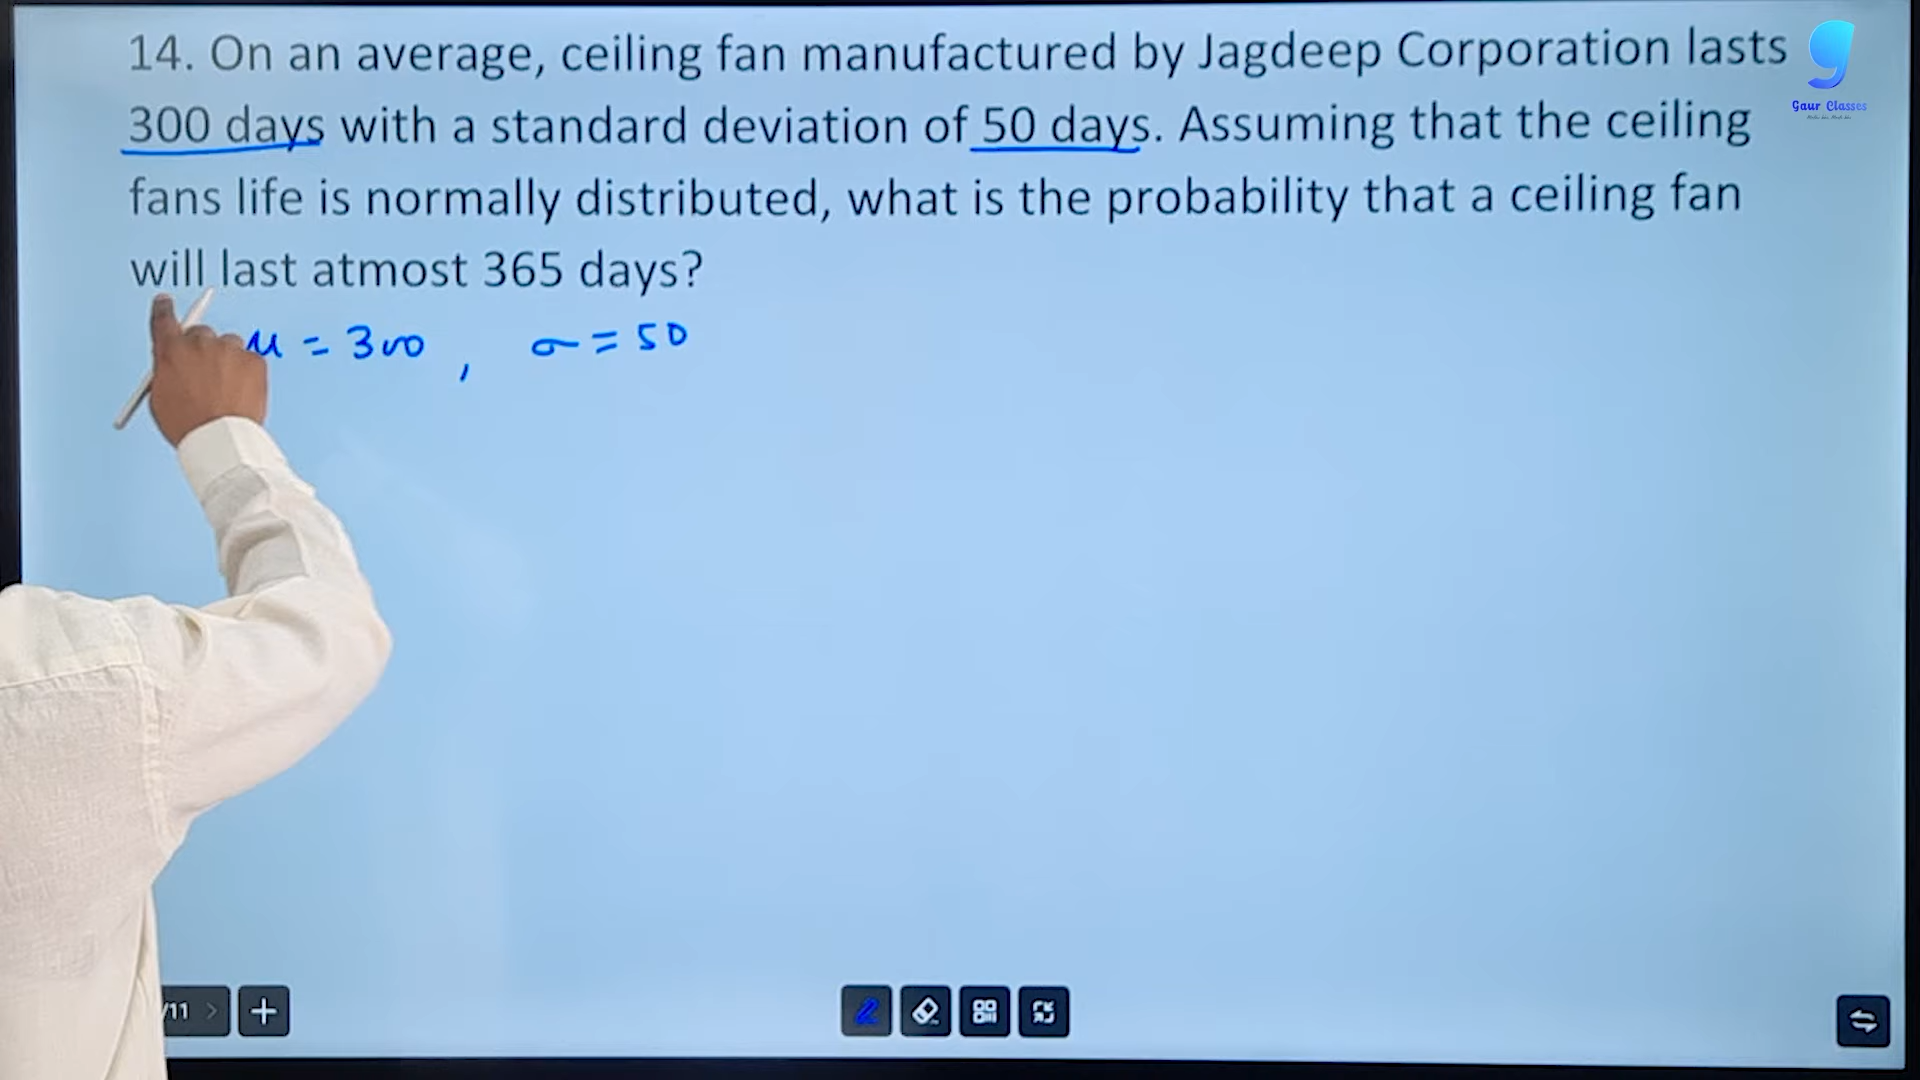 14. On an average, ceiling fan manufactured by Jagdeep Corporation lasts
300 days with a standard deviation of 50 days. Assuming that the ceiling
fans life is normally distributed, what is the probability that a ceiling fan
will last atmost 365 days?
μ = 300 , σ = 50
Gaur Classes
/11 >